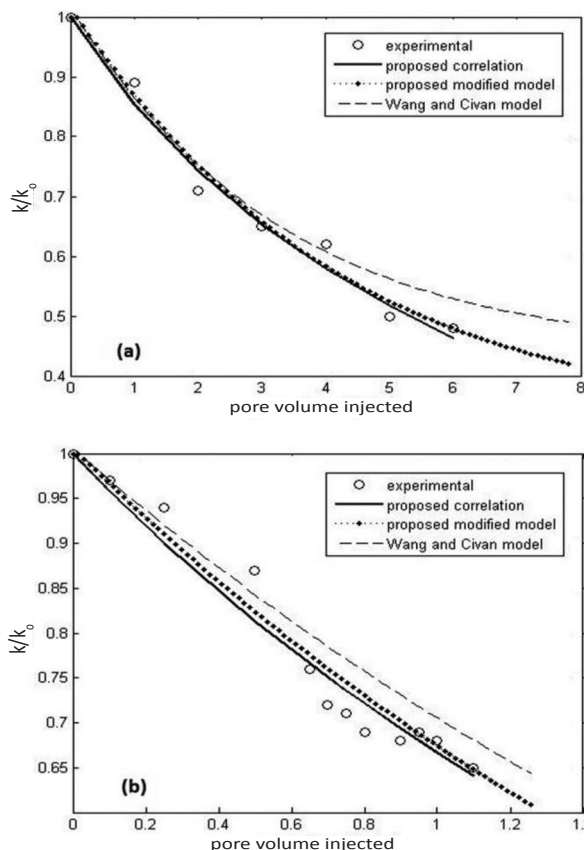 1
0.9
0.8
0.7
0.6
0.5
0.4
k/k₀
0 1 2 3 4 5 6 7 8
pore volume injected
experimental
proposed correlation
proposed modified model
Wang and Civan model
(a)
1
0.95
0.9
0.85
0.8
0.75
0.7
0.65
k/k₀
0 0.2 0.4 0.6 0.8 1 1.2 1.
pore volume injected
experimental
proposed correlation
proposed modified model
Wang and Civan model
(b)